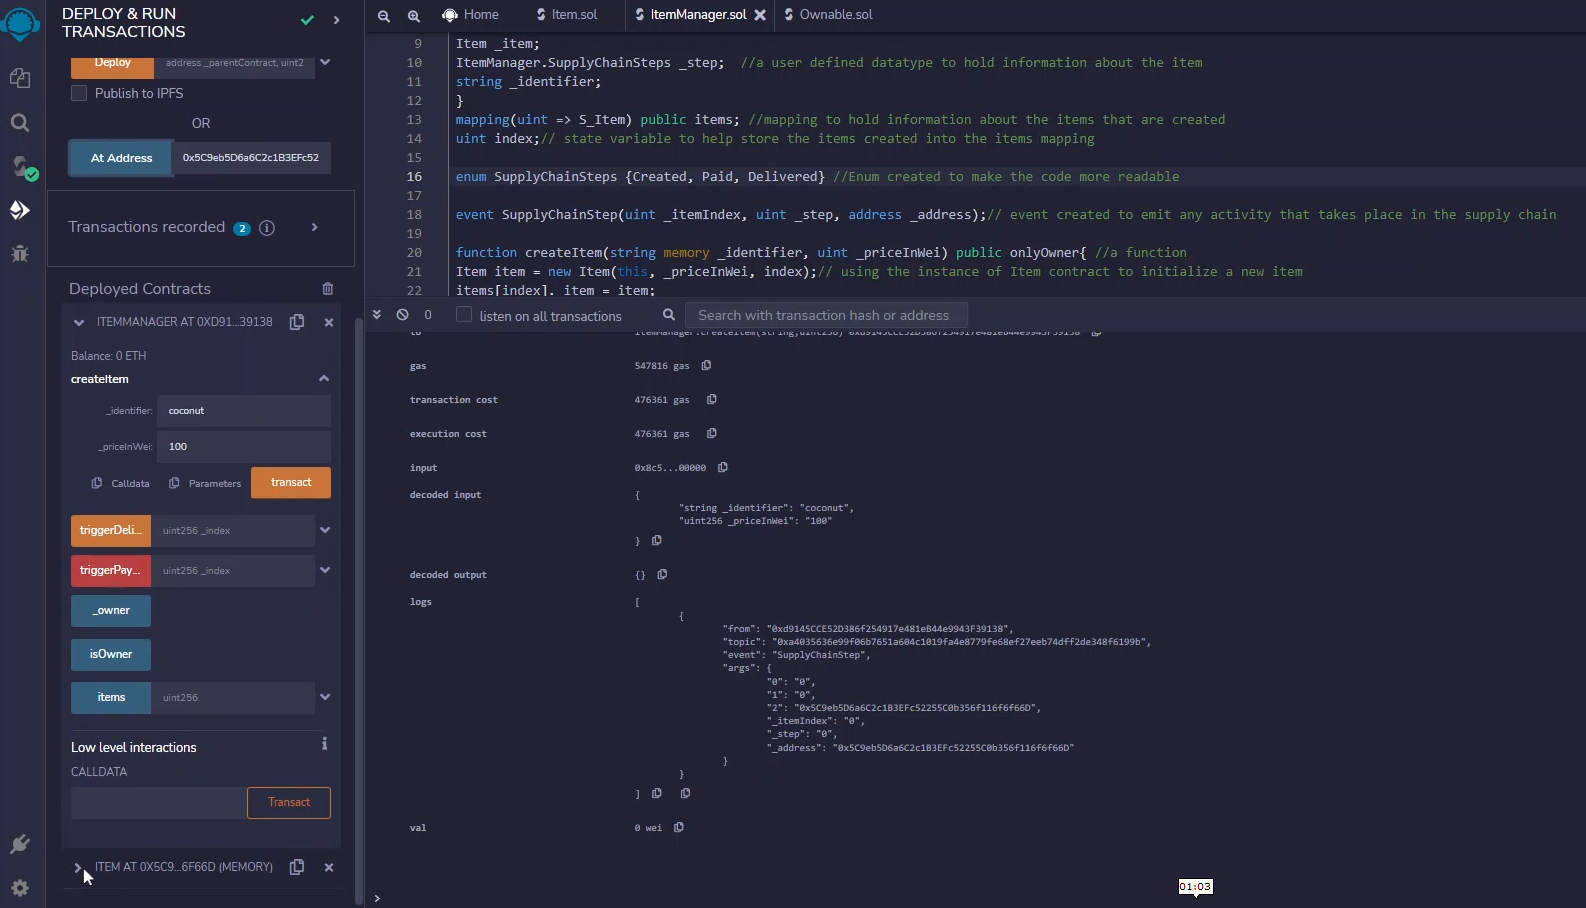 DEPLOY & RUN
TRANSACTIONS
Deploy
address _parentContract, uint2
Publish to IPFS
OR
At Address
0x5C9eb5D6a6C2c1B3EFc52
Transactions recorded 2 i
Deployed Contracts
ITEMMANAGER AT 0XD91...39138
Balance: 0 ETH
createItem
_identifier: coconut
_priceInWei: 100
Calldata Parameters transact
triggerDeli... uint256 _index
triggerPay... uint256 _index
_owner
isOwner
items uint256
Low level interactions i
CALLDATA
Transact
ITEM AT 0X5C9...6F66D (MEMORY)
Home Item.sol ItemManager.sol Ownable.sol
9 Item _item;
10 ItemManager.SupplyChainSteps _step; //a user defined datatype to hold information about the item
11 string _identifier;
12 }
13 mapping(uint => S_Item) public items; //mapping to hold information about the items that are created
14 uint index;// state variable to help store the items created into the items mapping
15
16 enum SupplyChainSteps {Created, Paid, Delivered} //Enum created to make the code more readable
17
18 event SupplyChainStep(uint _itemIndex, uint _step, address _address);// event created to emit any activity that takes place in the supply chain
19
20 function createItem(string memory _identifier, uint _priceInWei) public onlyOwner{ //a function
21 Item item = new Item(this, _priceInWei, index);// using the instance of Item contract to initialize a new item
22 items[index]._item = item;
0 listen on all transactions Search with transaction hash or address
to ItemManager.createItem(string,uint256) 0xd9145CCE52D386f254917e481eB44e9943F39138
gas 547816 gas
transaction cost 476361 gas
execution cost 476361 gas
input 0x8c5...00000
decoded input {
"string _identifier": "coconut",
"uint256 _priceInWei": "100"
}
decoded output {}
logs [
{
"from": "0xd9145CCE52D386f254917e481eB44e9943F39138",
"topic": "0xa4035636e99f06b7651a604c1019fa4e8779fe68ef27eeb74dff2de348f6199b",
"event": "SupplyChainStep",
"args": {
"0": "0",
"1": "0",
"2": "0x5C9eb5D6a6C2c1B3EFc52255C0b356f116f6f66D",
"_itemIndex": "0",
"_step": "0",
"_address": "0x5C9eb5D6a6C2c1B3EFc52255C0b356f116f6f66D"
}
}
]
val 0 wei
>
01:03